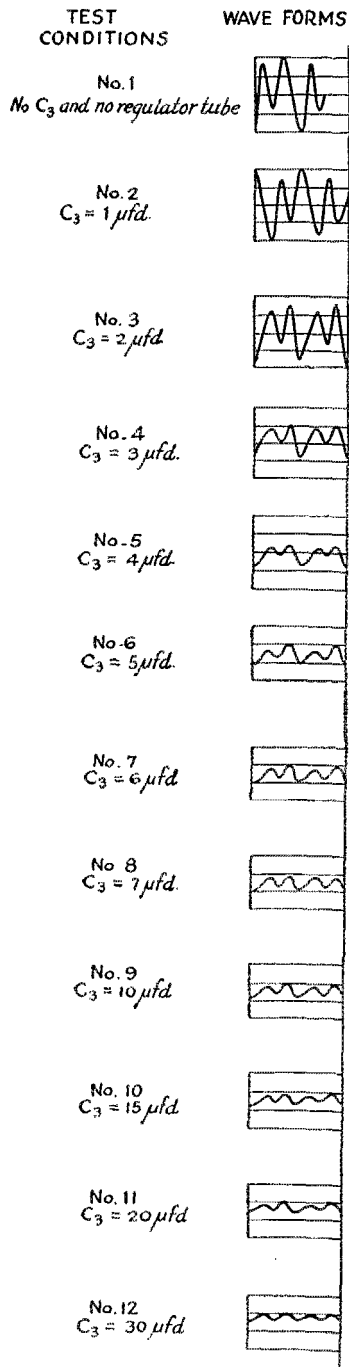 TEST CONDITIONS
WAVE FORMS
No. 1
No C₃ and no regulator tube
No. 2
C₃ = 1 µfd.
No. 3
C₃ = 2 µfd.
No. 4
C₃ = 3 µfd.
No. 5
C₃ = 4 µfd.
No. 6
C₃ = 5 µfd.
No. 7
C₃ = 6 µfd.
No 8
C₃ = 7 µfd.
No. 9
C₃ = 10 µfd
No. 10
C₃ = 15 µfd
No. 11
C₃ = 20 µfd
No. 12
C₃ = 30 µfd